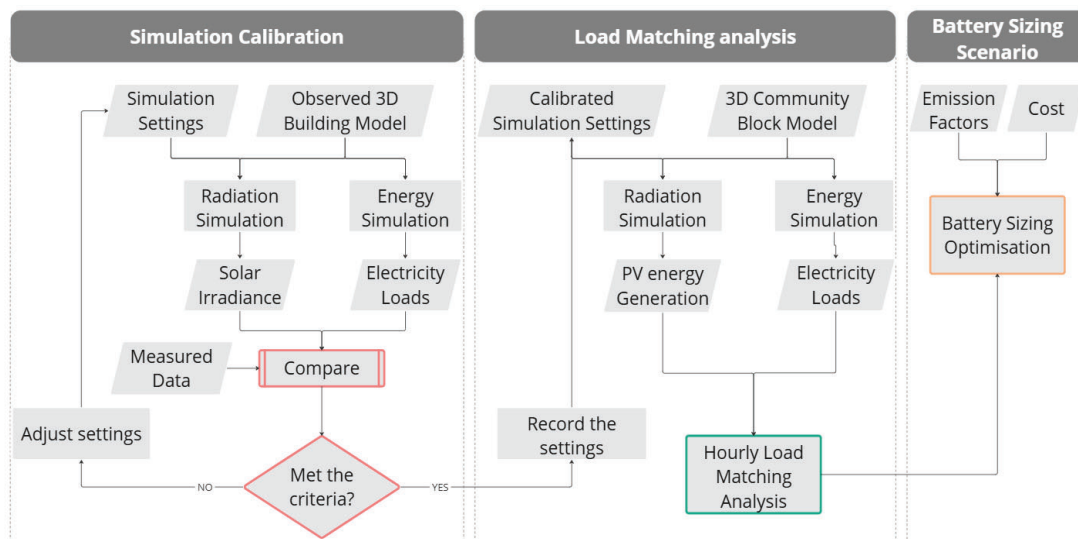 Simulation Calibration
Simulation
Settings
Observed 3D
Building Model
Radiation
Simulation
Energy
Simulation
Solar
Irradiance
Electricity
Loads
Measured
Data
Compare
Adjust settings
Met the
criteria?
NO
YES
Load Matching analysis
Calibrated
Simulation Settings
3D Community
Block Model
Radiation
Simulation
Energy
Simulation
PV energy
Generation
Electricity
Loads
Record the
settings
Hourly Load
Matching
Analysis
Battery Sizing
Scenario
Emission
Factors
Cost
Battery Sizing
Optimisation